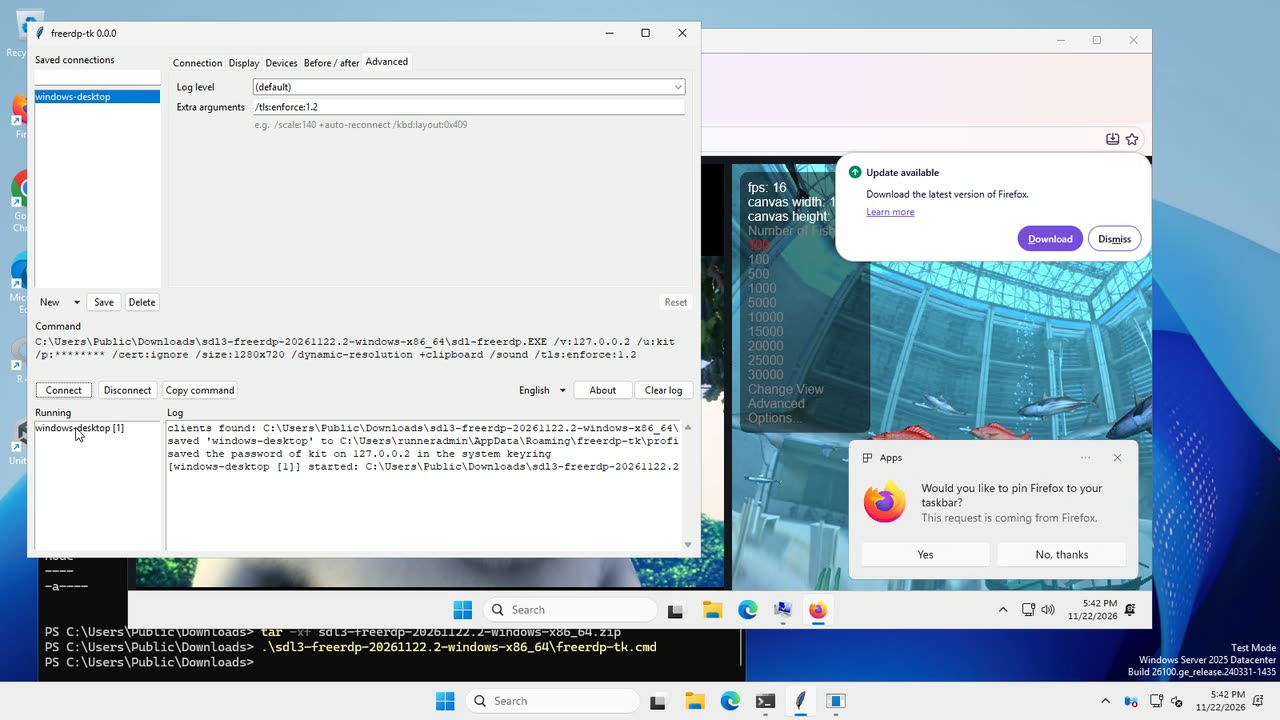 freerdp-tk 0.0.0
Saved connections
windows-desktop
Connection Display Devices Before / after Advanced
Log level (default)
Extra arguments /tls:enforce:1.2
e.g. /scale:140 +auto-reconnect /kbd:layout:0x409
New Save Delete
Reset
Command
C:\Users\Public\Downloads\sdl3-freerdp-20261122.2-windows-x86_64\sdl-freerdp.EXE /v:127.0.0.2 /u:kit
/p:******** /cert:ignore /size:1280x720 /dynamic-resolution +clipboard /sound /tls:enforce:1.2
Connect Disconnect Copy command
English About Clear log
Running
windows-desktop [1]
Log
clients found: C:\Users\Public\Downloads\sdl3-freerdp-20261122.2-windows-x86_64\
saved 'windows-desktop' to C:\Users\runneradmin\AppData\Roaming\freerdp-tk\profi
saved the password of kit on 127.0.0.2 in the system keyring
[windows-desktop [1]] started: C:\Users\Public\Downloads\sdl3-freerdp-20261122.2
fps: 16
canvas width: 1
canvas height:
Number of Fish
100
100
500
1000
5000
10000
15000
20000
25000
30000
Change View
Advanced
Options...
Update available
Download the latest version of Firefox.
Learn more
Download Dismiss
Apps
Would you like to pin Firefox to your
taskbar?
This request is coming from Firefox.
Yes No, thanks
Search
5:42 PM
11/22/2026
----
-a----
PS C:\Users\Public\Downloads> tar -xf sdl3-freerdp-20261122.2-windows-x86_64.zip
PS C:\Users\Public\Downloads> .\sdl3-freerdp-20261122.2-windows-x86_64\freerdp-tk.cmd
PS C:\Users\Public\Downloads>
Test Mode
Windows Server 2025 Datacenter
Build 26100.ge_release.240331-1435
Search
5:42 PM
11/22/2026